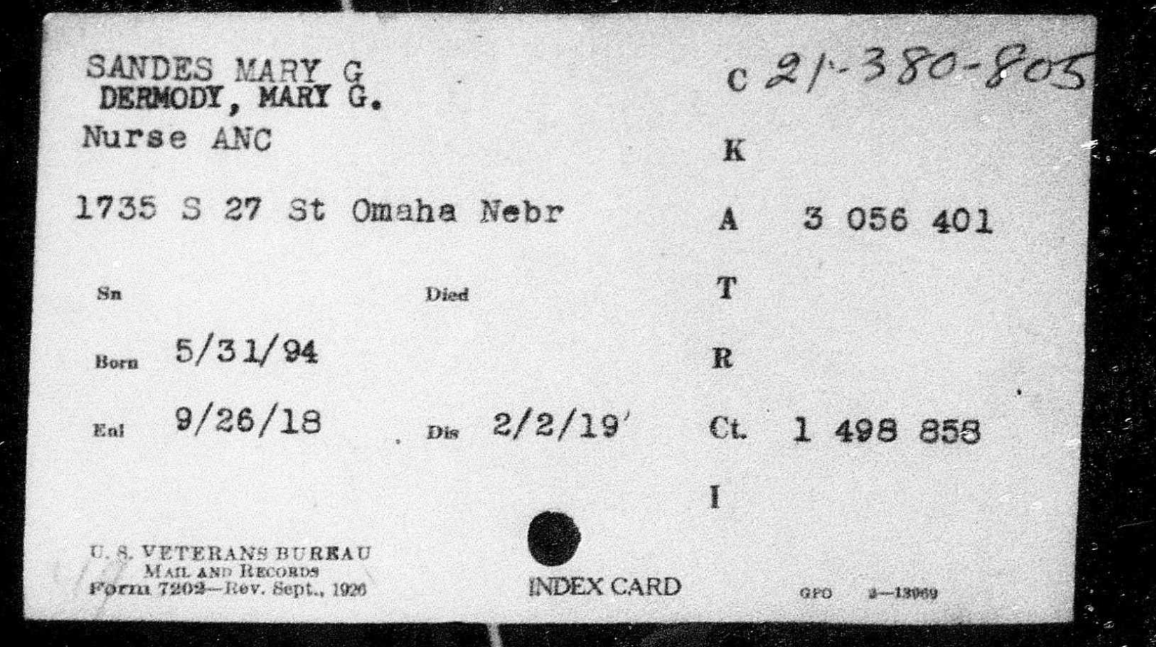 SANDES MARY G
DERMODY, MARY G.
Nurse ANC
C 21-380-805
K
1735 S 27 St Omaha Nebr
A 3 056 401
Sn Died T
Born 5/31/94 R
Enl 9/26/18 Dis 2/2/19 Ct. 1 498 858
I
U. S. VETERANS BUREAU
MAIL AND RECORDS
Form 7202—Rev. Sept., 1926
INDEX CARD
GPO 2—13969